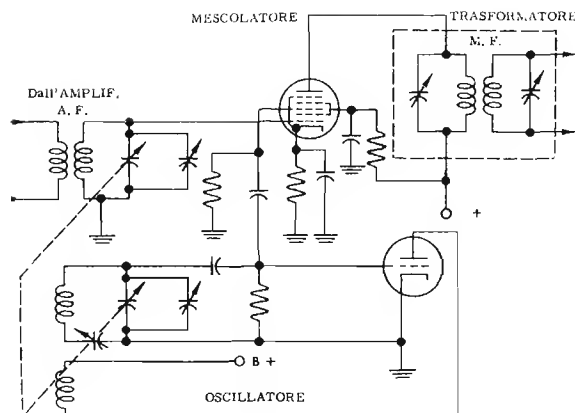 MESCOLATORE
TRASFORMATORE
M. F.
Dall'AMPLIF.
A. F.
+
B +
OSCILLATORE